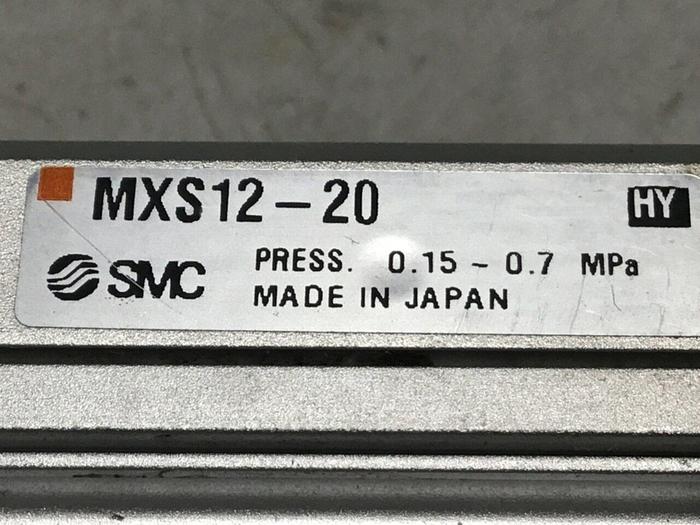 MXS12-20 HY
SMC PRESS. 0.15 ~ 0.7 MPa
MADE IN JAPAN